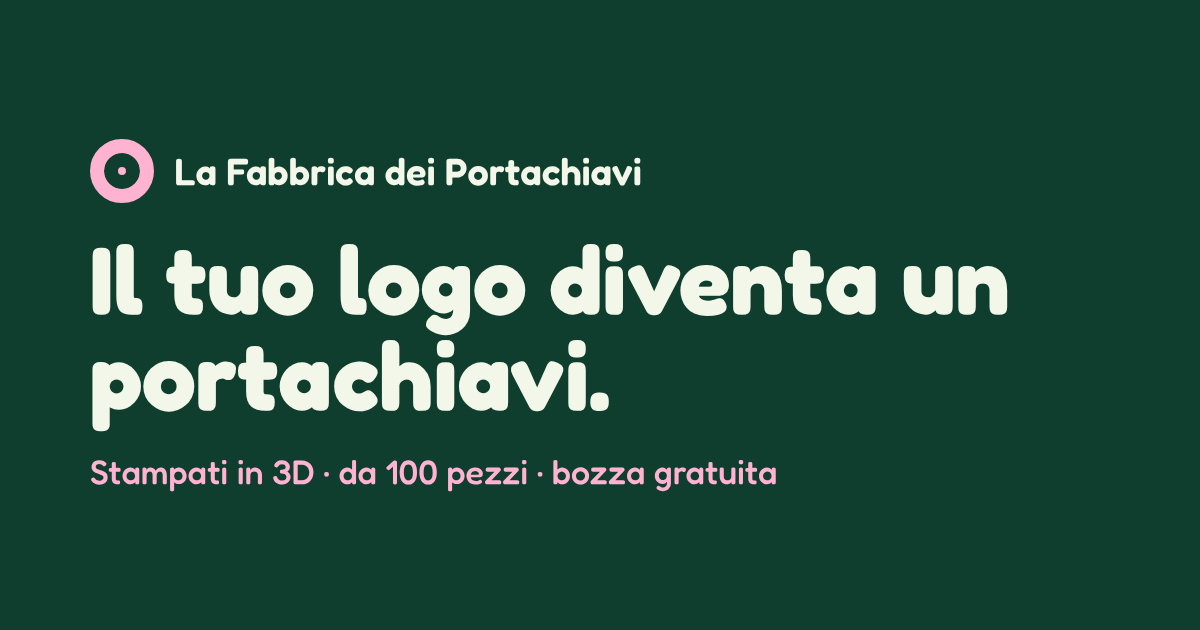 La Fabbrica dei Portachiavi
Il tuo logo diventa un
portachiavi.
Stampati in 3D · da 100 pezzi · bozza gratuita